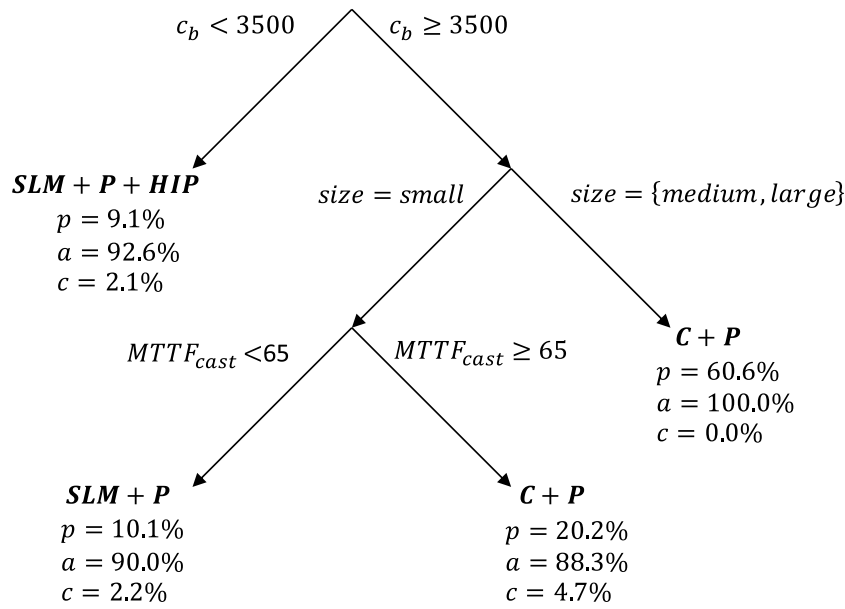 c_b < 3500
c_b ≥ 3500
SLM + P + HIP
p = 9.1%
a = 92.6%
c = 2.1%
size = small
size = {medium, large}
MTTF_cast <65
MTTF_cast ≥ 65
C + P
p = 60.6%
a = 100.0%
c = 0.0%
SLM + P
p = 10.1%
a = 90.0%
c = 2.2%
C + P
p = 20.2%
a = 88.3%
c = 4.7%